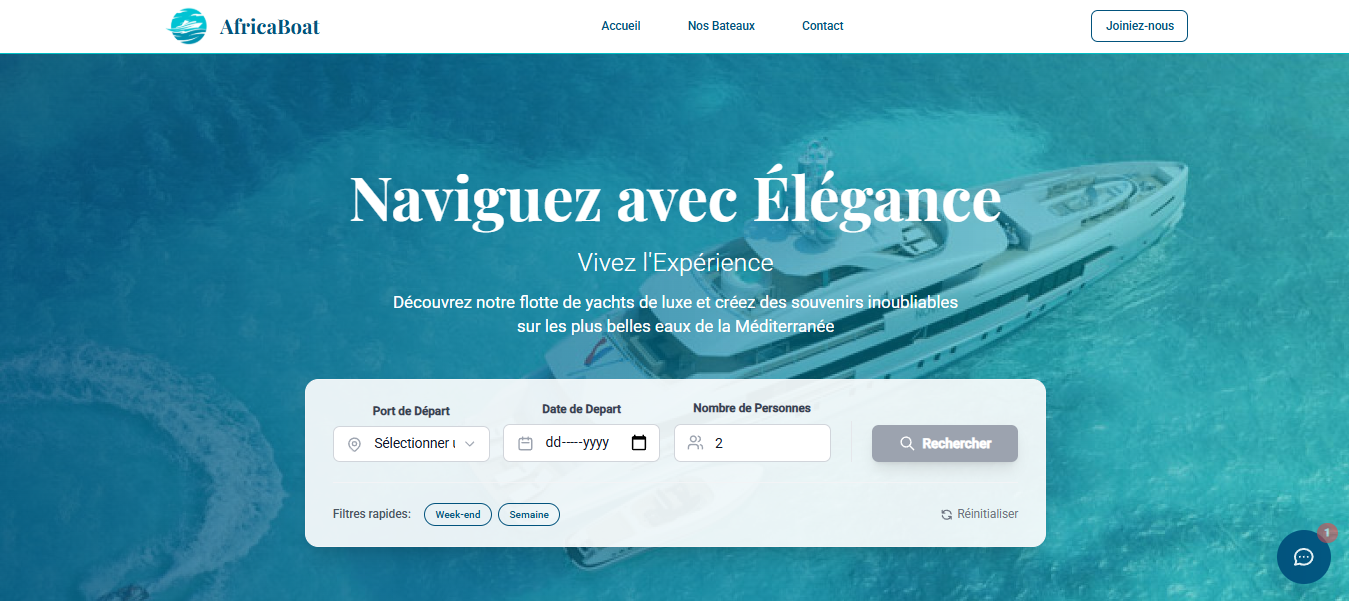 AfricaBoat
Accueil
Nos Bateaux
Contact
Joiniez-nous
Naviguez avec Élégance
Vivez l'Expérience
Découvrez notre flotte de yachts de luxe et créez des souvenirs inoubliables
sur les plus belles eaux de la Méditerranée
Port de Départ
Date de Depart
Nombre de Personnes
Sélectionner
dd-----yyyy
2
Rechercher
Filtres rapides:
Week-end
Semaine
Réinitialiser
1